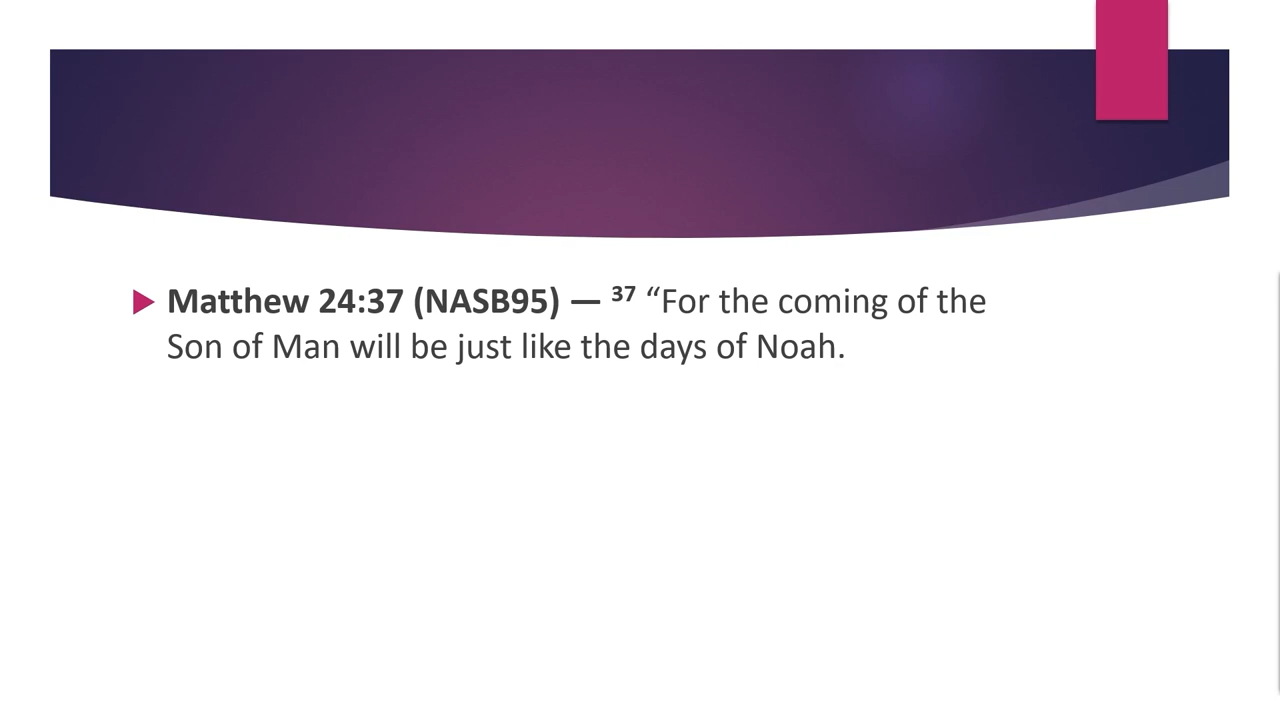 Matthew 24:37 (NASB95) — 37 “For the coming of the
Son of Man will be just like the days of Noah.